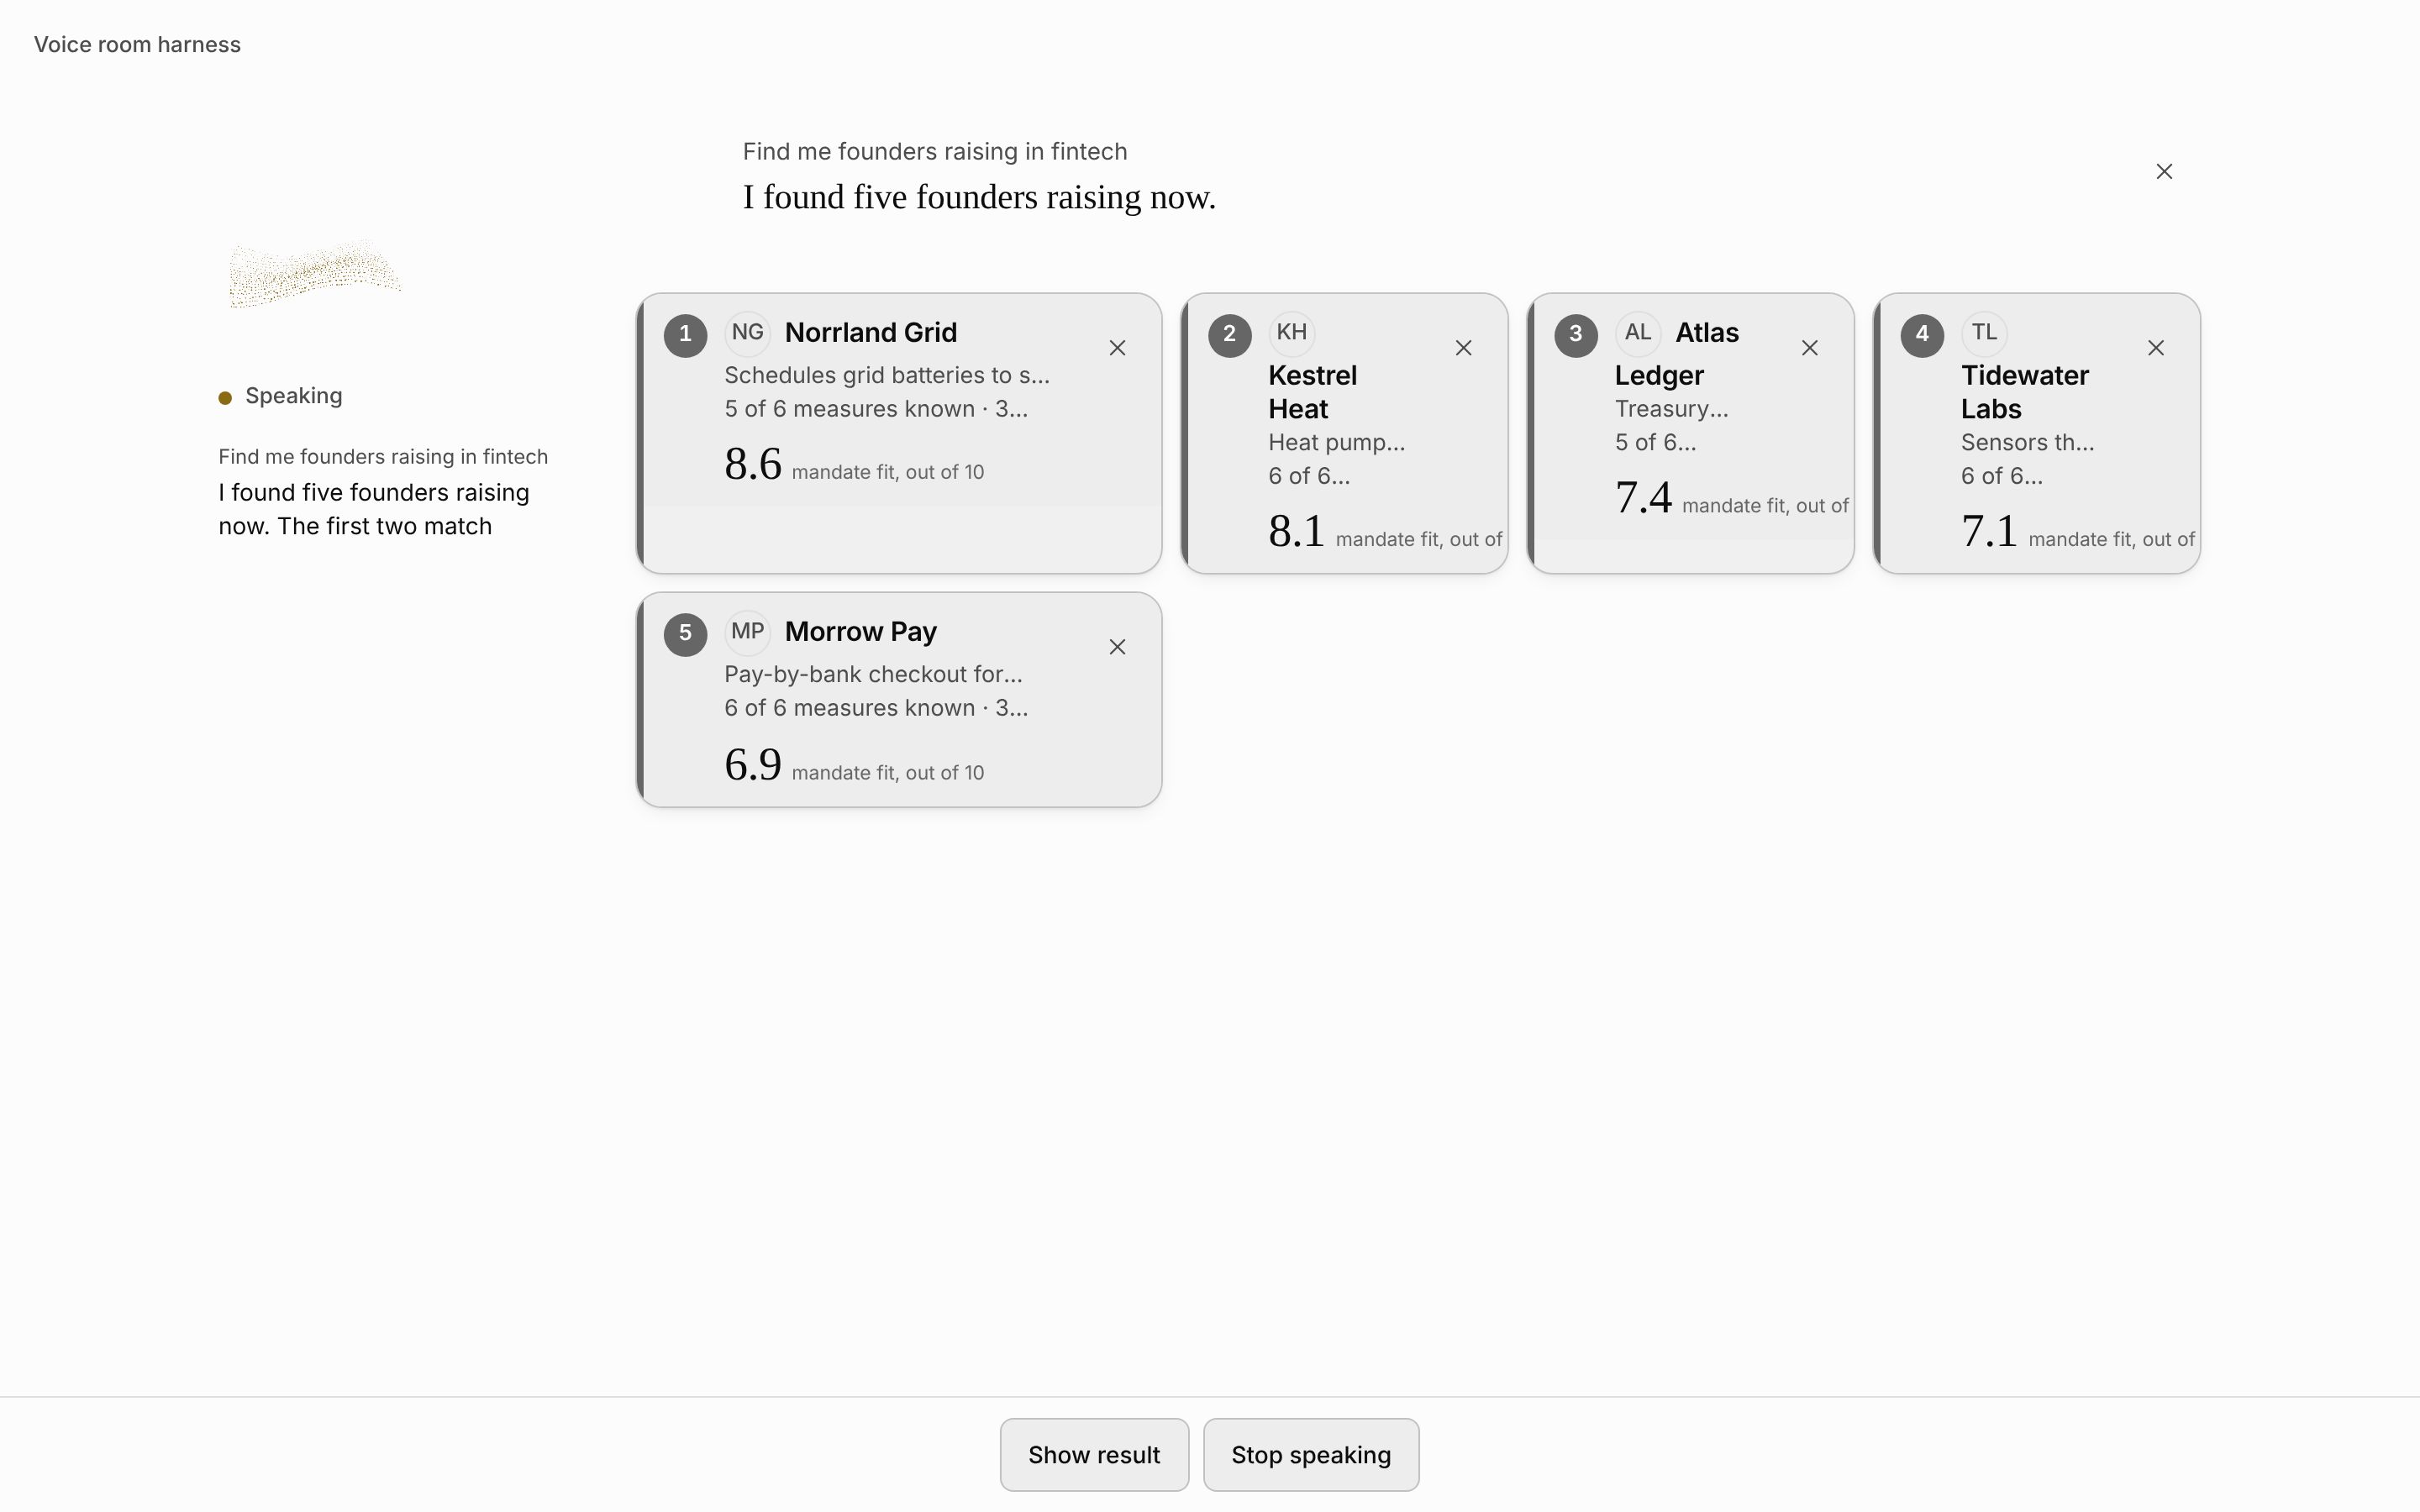 Voice room harness
Find me founders raising in fintech
I found five founders raising now.
Speaking
Find me founders raising in fintech
I found five founders raising
now. The first two match
1 NG Norrland Grid
Schedules grid batteries to s...
5 of 6 measures known · 3...
8.6 mandate fit, out of 10
2 KH
Kestrel
Heat
Heat pump...
6 of 6...
8.1 mandate fit, out of
3 AL Atlas
Ledger
Treasury...
5 of 6...
7.4 mandate fit, out of
4 TL
Tidewater
Labs
Sensors th...
6 of 6...
7.1 mandate fit, out of
5 MP Morrow Pay
Pay-by-bank checkout for...
6 of 6 measures known · 3...
6.9 mandate fit, out of 10
Show result
Stop speaking